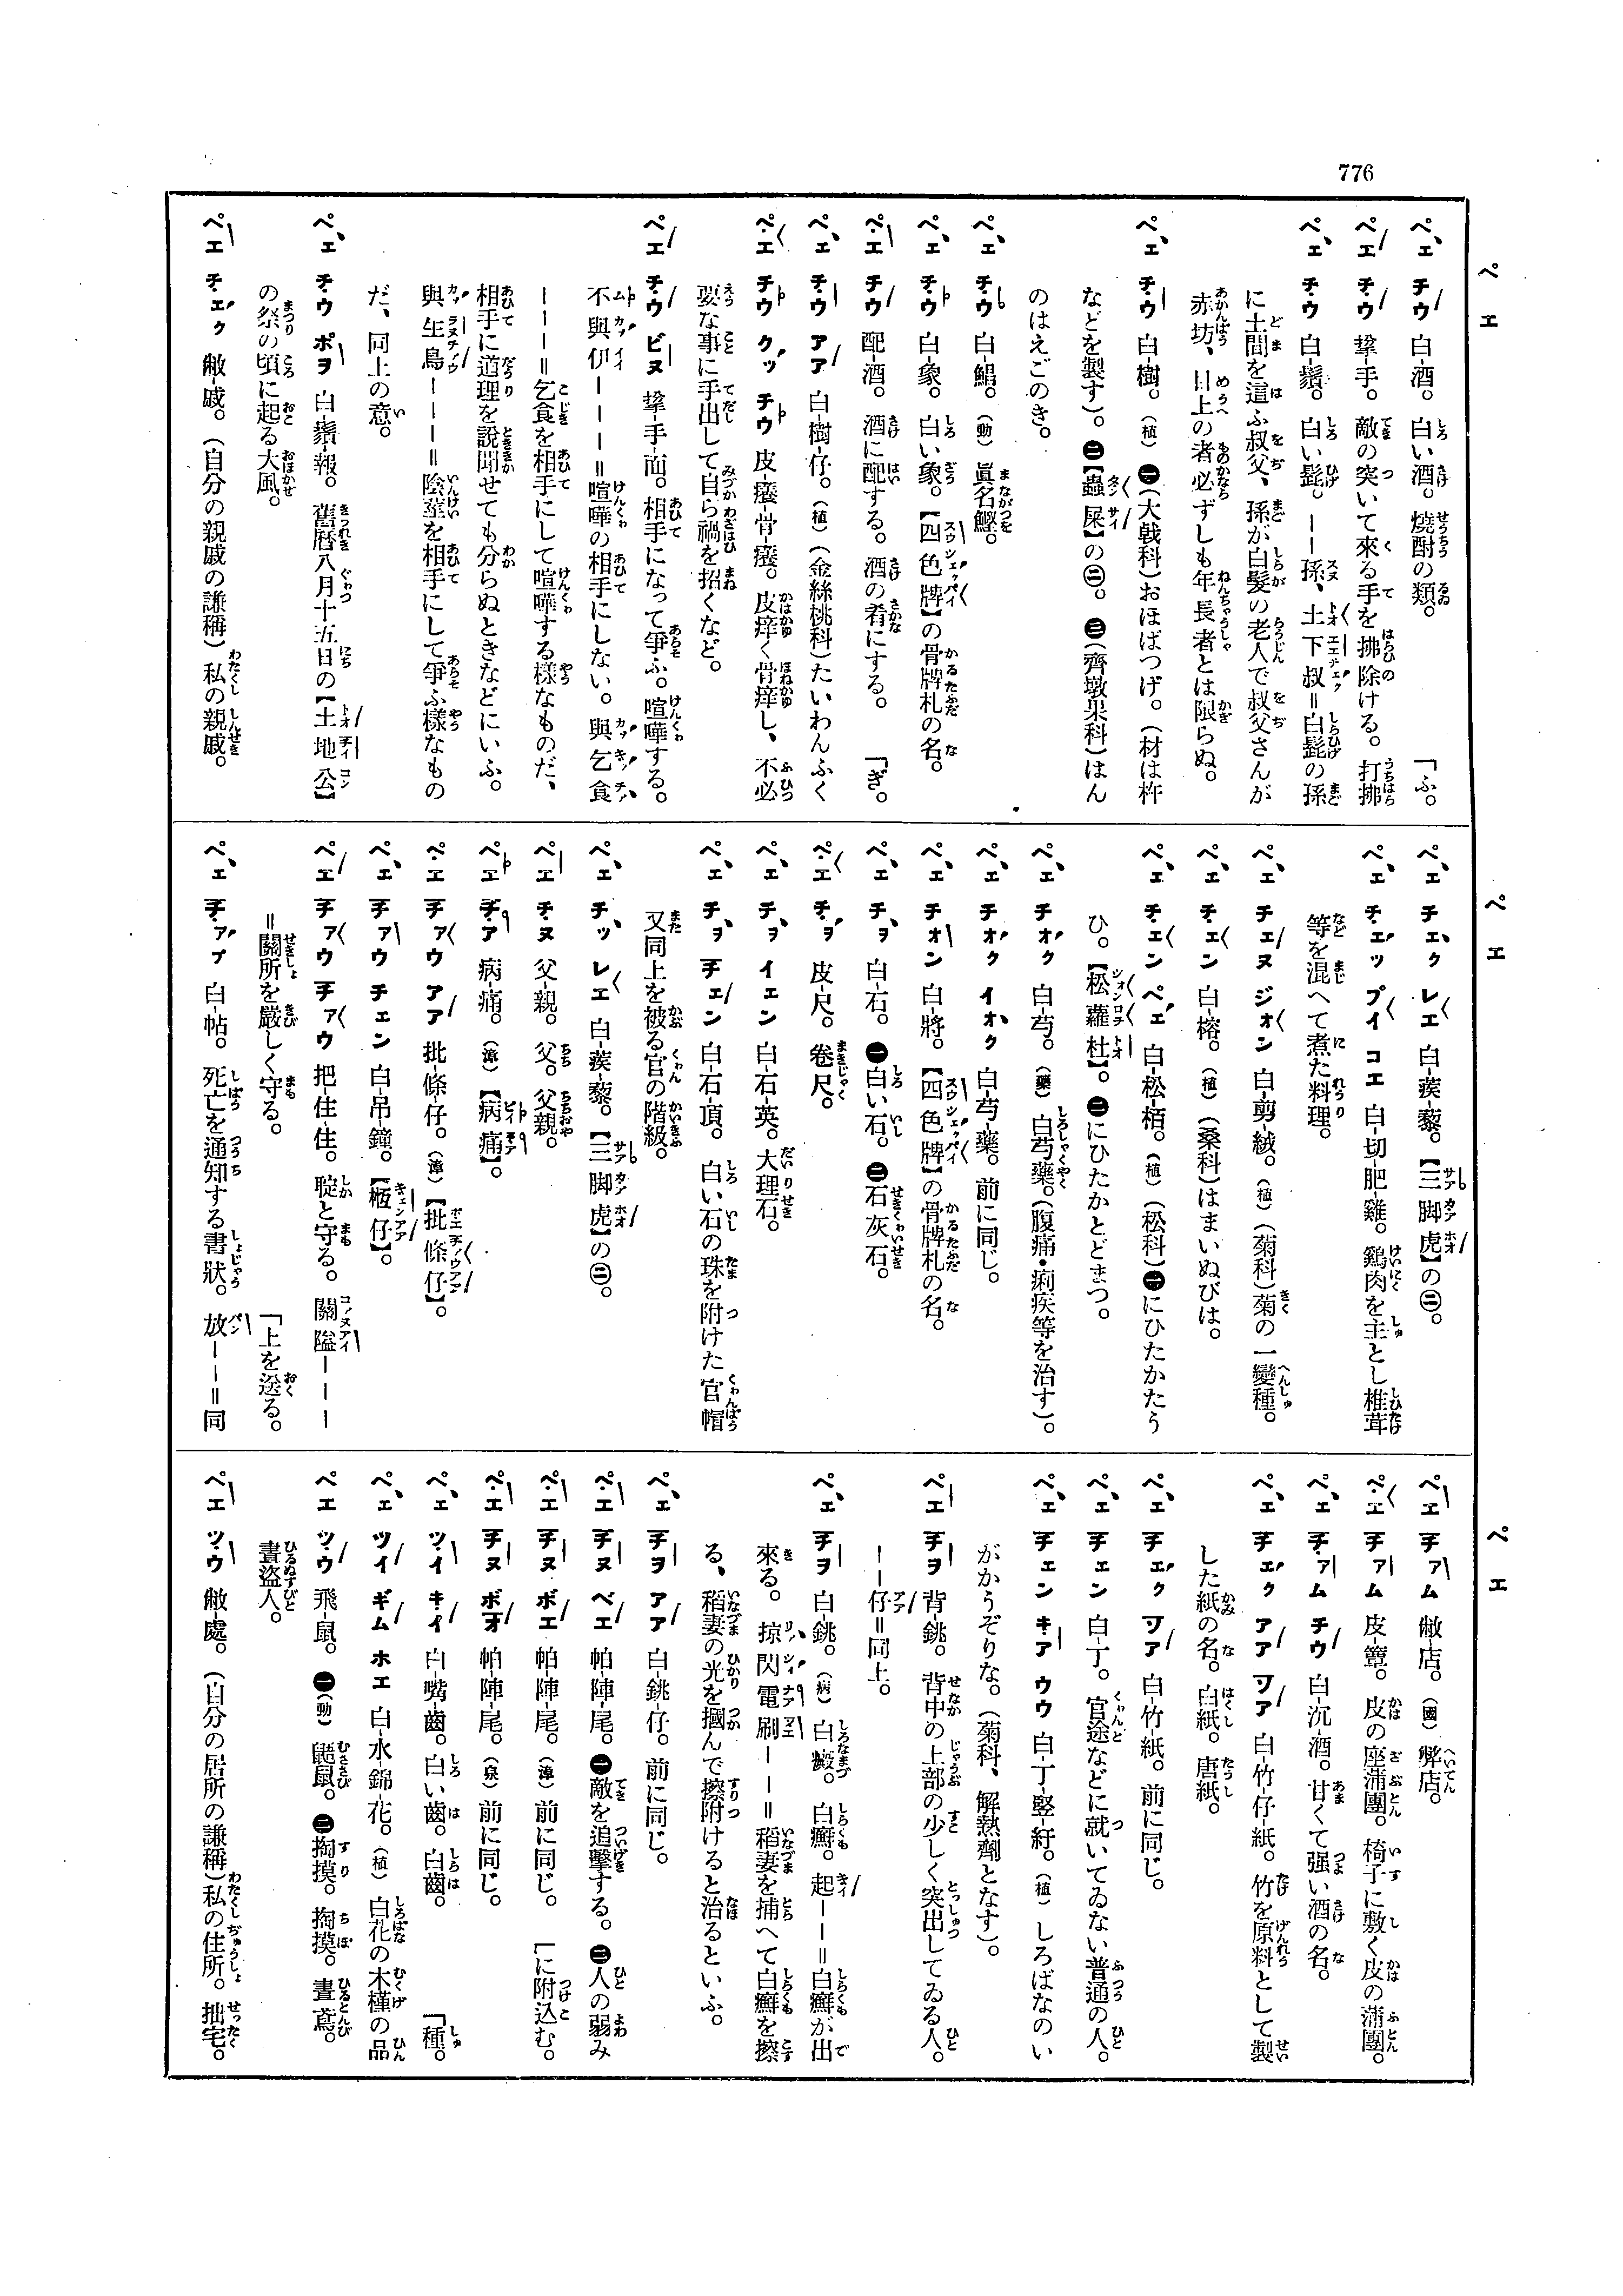 776
ペエ
ペエ チウ 白-酒。白い酒。燒酎の類。
ペエ チウ 挙-手。敵の突いて來る手を拂除ける。打拂「ふ。
ペエ チウ 白-鬚。白い髭。――孫、土下叔=白髭の孫
に土間を這ふ叔父、孫が白髮の老人で叔父さんが
赤坊、目上の者必ずしも年長者とは限らぬ。
ペエ チウ 白-樹。（植）㊀（大戟科）おほばつげ。（材は杵
などを製す）。㊁【蟲屎】の㊁。㊂（齊墩果科）はん
のはえごのき。
ペエ チウ 白-鯧。（動）眞名鰹。
ペエ チウ 白-象。白い象。【四色牌】の骨牌札の名。
ペエ チウ 配-酒。酒に配する。酒の肴にする。「ぎ。
ペエ チウ アア 白-樹-仔。（植）（金絲桃科）たいわんふく
ペエ チウ クッ チウ 皮-癢-骨-癢。皮痒く骨痒し、不必
要な事に手出して自ら禍を招くなど。
ペエ チウ ビヌ 挙-手-面。相手になって爭ふ。喧嘩する。
不與伊―――=喧嘩の相手にしない。與乞食
―――=乞食を相手にして喧嘩する樣なものだ、
相手に道理を說聞せても分らぬときなどにいふ。
與生鳥―――=陰莖を相手にして爭ふ樣なもの
だ、同上の意。
ペエ チウ ポヲ 白-鬚-報。舊曆八月十五日の【土地公】
の祭の頃に起る大風。
ペエ チエク 敝-戚。（自分の親戚の謙稱）私の親戚。
ペエ
ペエ チエク レエ 白-蒺-藜。【三脚虎】の㊁。
ペエ チエッ プイ コエ 白-切-肥-雞。鷄肉を主とし椎茸
等を混へて煮た料理。
ペエ チエヌ ジオン 白-剪-絨。（植）（菊科）菊の一變種。
ペエ チエン 白-榕。（植）（桑科）はまいぬびは。
ペエ チエン ペエ 白-松-栢。（植）（松科）㊀にひたかたう
ひ。【松蘿杜】。㊁にひたかとどまつ。
ペエ チオク 白-芍。（藥）白芍藥。（腹痛・痢疾等を治す）。
ペエ チオク イオク 白-芍-藥。前に同じ。
ペエ チオン 白-將。【四色牌】の骨牌札の名。
ペエ チヲ 白-石。㊀白い石。㊁石灰石。
ペエ チヲ 皮-尺。卷尺。
ペエ チヲ イエン 白-石-英。大理石。
ペエ チヲ チエン 白-石-頂。白い石の珠を附けた官帽
又同上を被る官の階級。
ペエ チッ レエ 白-蒺-藜。【三脚虎】の㊁。
ペエ チヌ 父-親。父。父親。
ペエ チア 病-痛。（漳）【病痛】。
ペエ チァウ アア 批-條-仔。（漳）【批條仔】。
ペエ チァウ チェン 白-吊-鐘。【梔仔】。
ペエ チァウ チァウ 把-住-住。聢と守る。關隘―――
=關所を嚴しく守る。「上を送る。
ペエ チアプ 白-帖。死亡を通知する書狀。放――=同
ペエ
ペエ チァム 敝-店。（國）弊店。
ペエ チァム 皮-簟。皮の座蒲團。椅子に敷く皮の蒲團。
ペエ チァム チウ 白-沉-酒。甘くて强い酒の名。
ペエ チエク アア ツア 白-竹-仔-紙。竹を原料として製
した紙の名。白紙。唐紙。
ペエ チエク ツア 白-竹-紙。前に同じ。
ペエ チェン 白-丁。官途などに就いてゐない普通の人。
ペエ チェン キア ウウ 白-丁-竪-紆。（植）しろばなのい
がかうぞりな。（菊科、解熱劑となす）。
ペエ チヲ 背-銚。背中の上部の少しく突出してゐる人。
――仔=同上。
ペエ チヲ 白-銚。（病）白癜。白癬。起――=白癬が出
來る。掠閃電刷――=稻妻を捕へて白癬を擦
る、稻妻の光を摑んで擦附けると治るといふ。
ペエ チヲ アア 白-銚-仔。前に同じ。
ペエ チヌ ベエ 帕-陣-尾。㊀敵を追擊する。㊁人の弱み
ペエ チヌ ボエ 帕-陣-尾。（漳）前に同じ。「に附込む。
ペエ チヌ ボオ 帕-陣-尾。（泉）前に同じ。
ペエ ツイ キイ 白-嘴-齒。白い齒。白齒。「種。
ペエ ツイ ギム ホエ 白-水-錦-花。（植）白花の木槿の品
ペエ ツウ 飛-鼠。㊀（動）鼯鼠。㊁掏摸。掏摸。晝鳶。
晝盜人。
ペエ ツウ 敝-處。（自分の居所の謙稱）私の住所。拙宅。